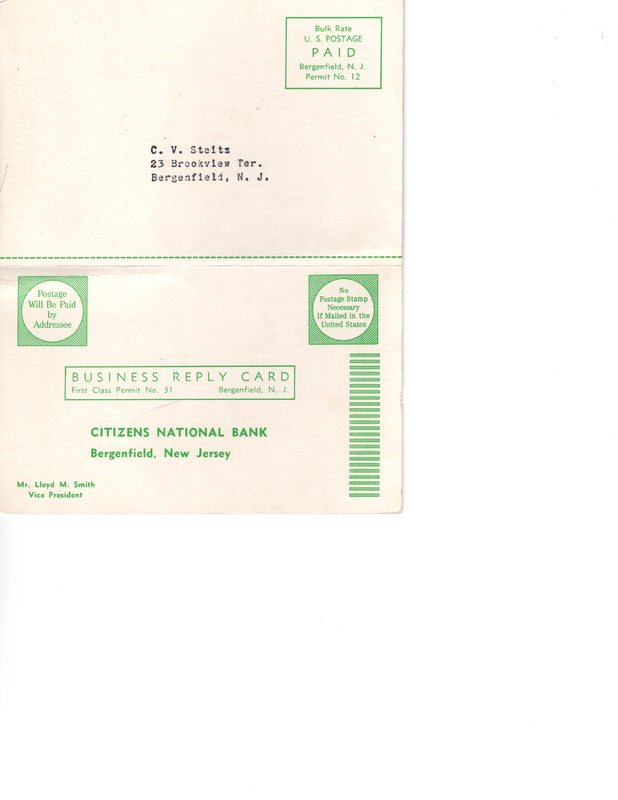 Bulk Rate
U. S. POSTAGE
PAID
Bergenfield, N. J.
Permit No. 12
C. V. Steitz
23 Brookview Ter.
Bergenfield, N. J.
Postage
Will Be Paid
by
Addressee
No
Postage Stamp
Necessary
If Mailed in the
United States
BUSINESS REPLY CARD
First Class Permit No. 31 Bergenfield, N. J.
CITIZENS NATIONAL BANK
Bergenfield, New Jersey
Mr. Lloyd M. Smith
Vice President